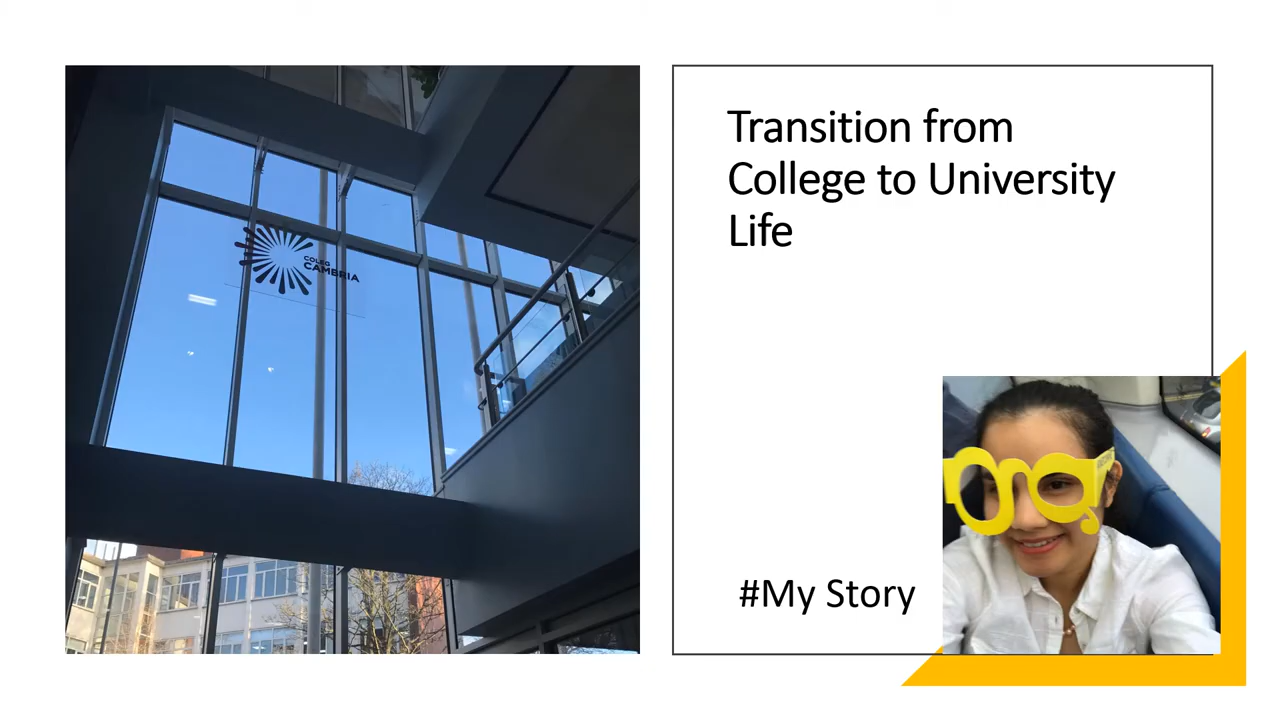 COLEG
CAMBRIA
Transition from
College to University
Life
#My Story